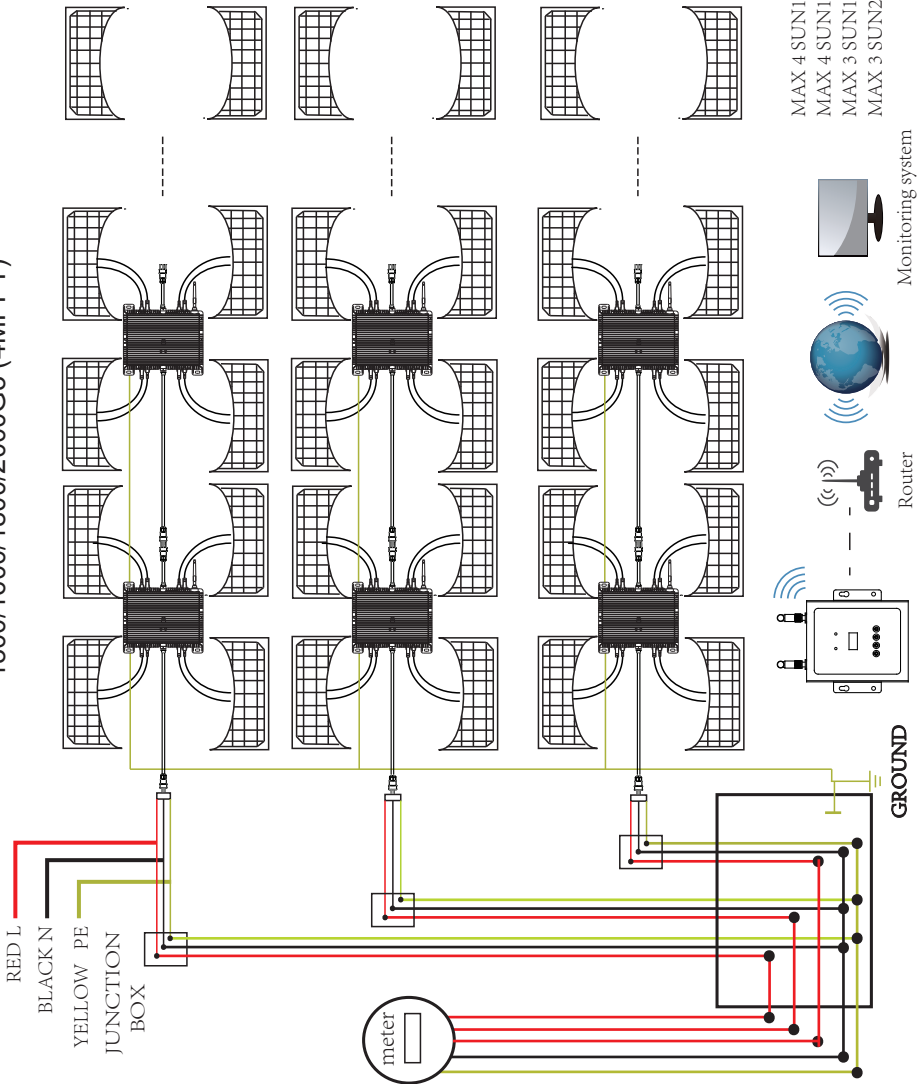 RED L
BLACK N
YELLOW PE
JUNCTION
BOX
meter
GROUND
Router
Monitoring system
MAX 4 SUN1
MAX 4 SUN1
MAX 3 SUN1
MAX 3 SUN2